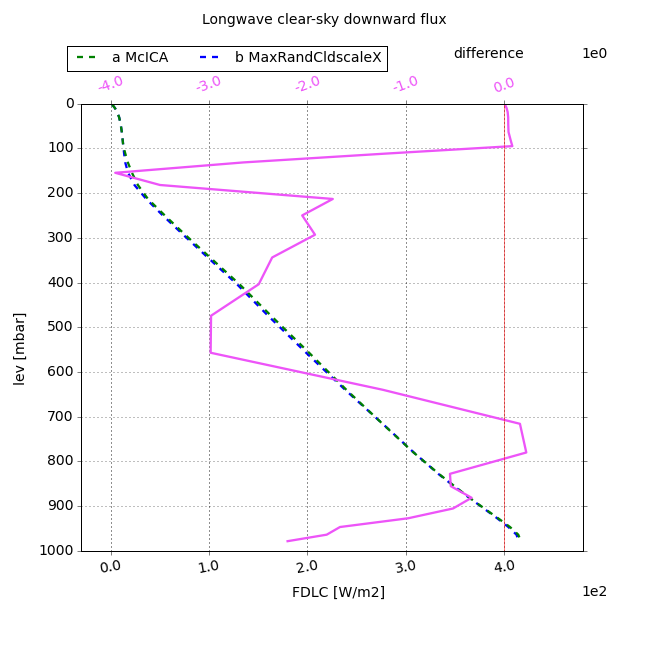 Longwave clear-sky downward flux
a McICA b MaxRandCldscaleX difference 1e0
-4.0 -3.0 -2.0 -1.0 0.0
0
100
200
300
400
500
600
700
800
900
1000
lev [mbar]
0.0 1.0 2.0 3.0 4.0
FDLC [W/m2] 1e2